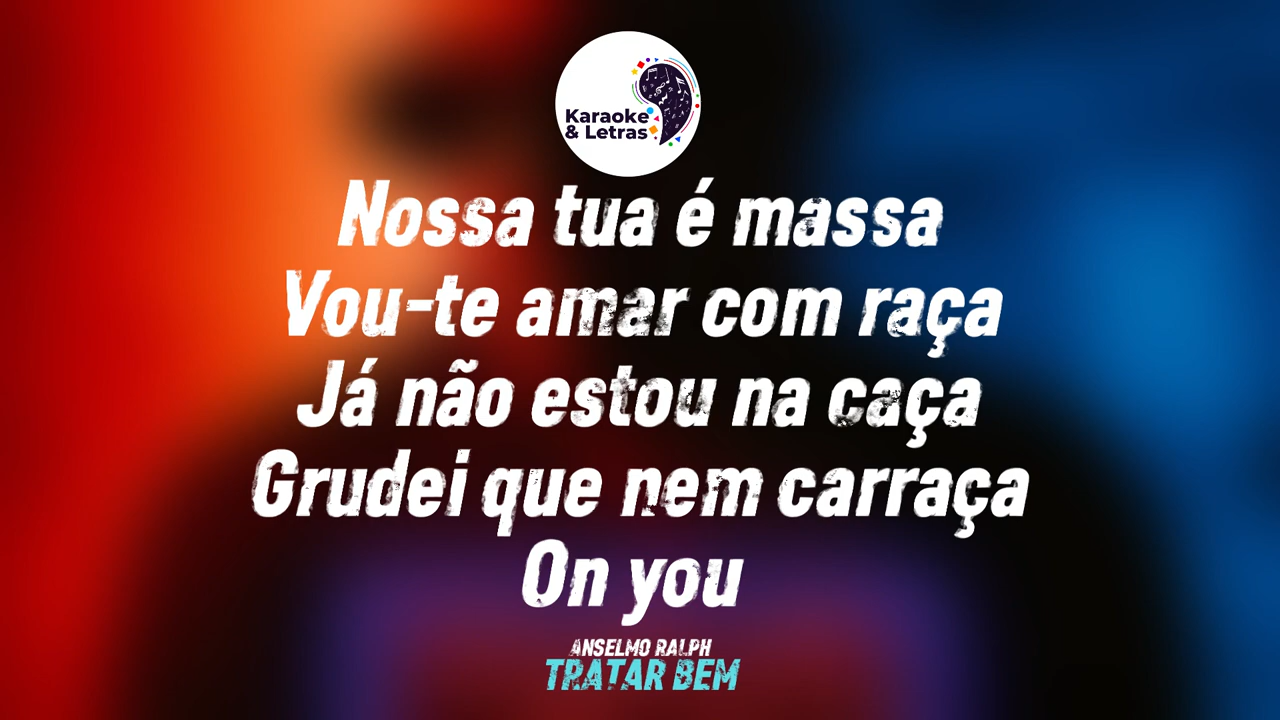 Karaoke
& Letras
Nossa tua é massa
Vou-te amar com raça
Já não estou na caça
Grudei que nem carraça
On you
ANSELMO RALPH
TRATAR BEM